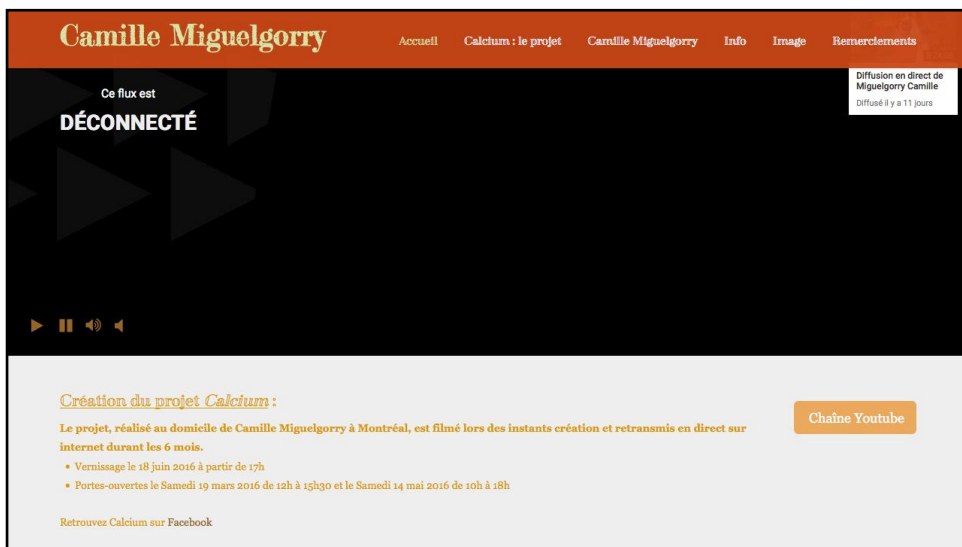 Camille Miguelgorry
Accueil Calcium : le projet Camille Miguelgorry Info Image Remerciements
Ce flux est
DÉCONNECTÉ
Diffusion en direct de
Miguelgorry Camille
Diffusé il y a 11 jours
Création du projet Calcium :
Le projet, réalisé au domicile de Camille Miguelgorry à Montréal, est filmé lors des instants création et retransmis en direct sur
internet durant les 6 mois.
• Vernissage le 18 juin 2016 à partir de 17h
• Portes-ouvertes le Samedi 19 mars 2016 de 12h à 15h30 et le Samedi 14 mai 2016 de 10h à 18h
Retrouvez Calcium sur Facebook
Chaîne Youtube